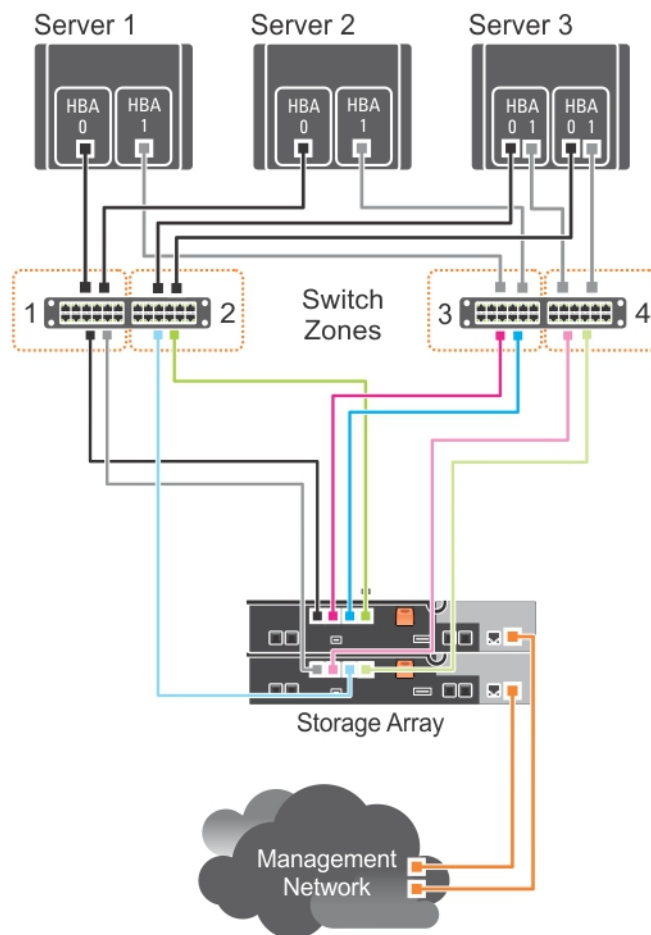 Server 1
Server 2
Server 3
HBA
0
HBA
1
HBA
0
HBA
1
HBA
0 1
HBA
0 1
1
2
Switch
Zones
3
4
Storage Array
Management
Network